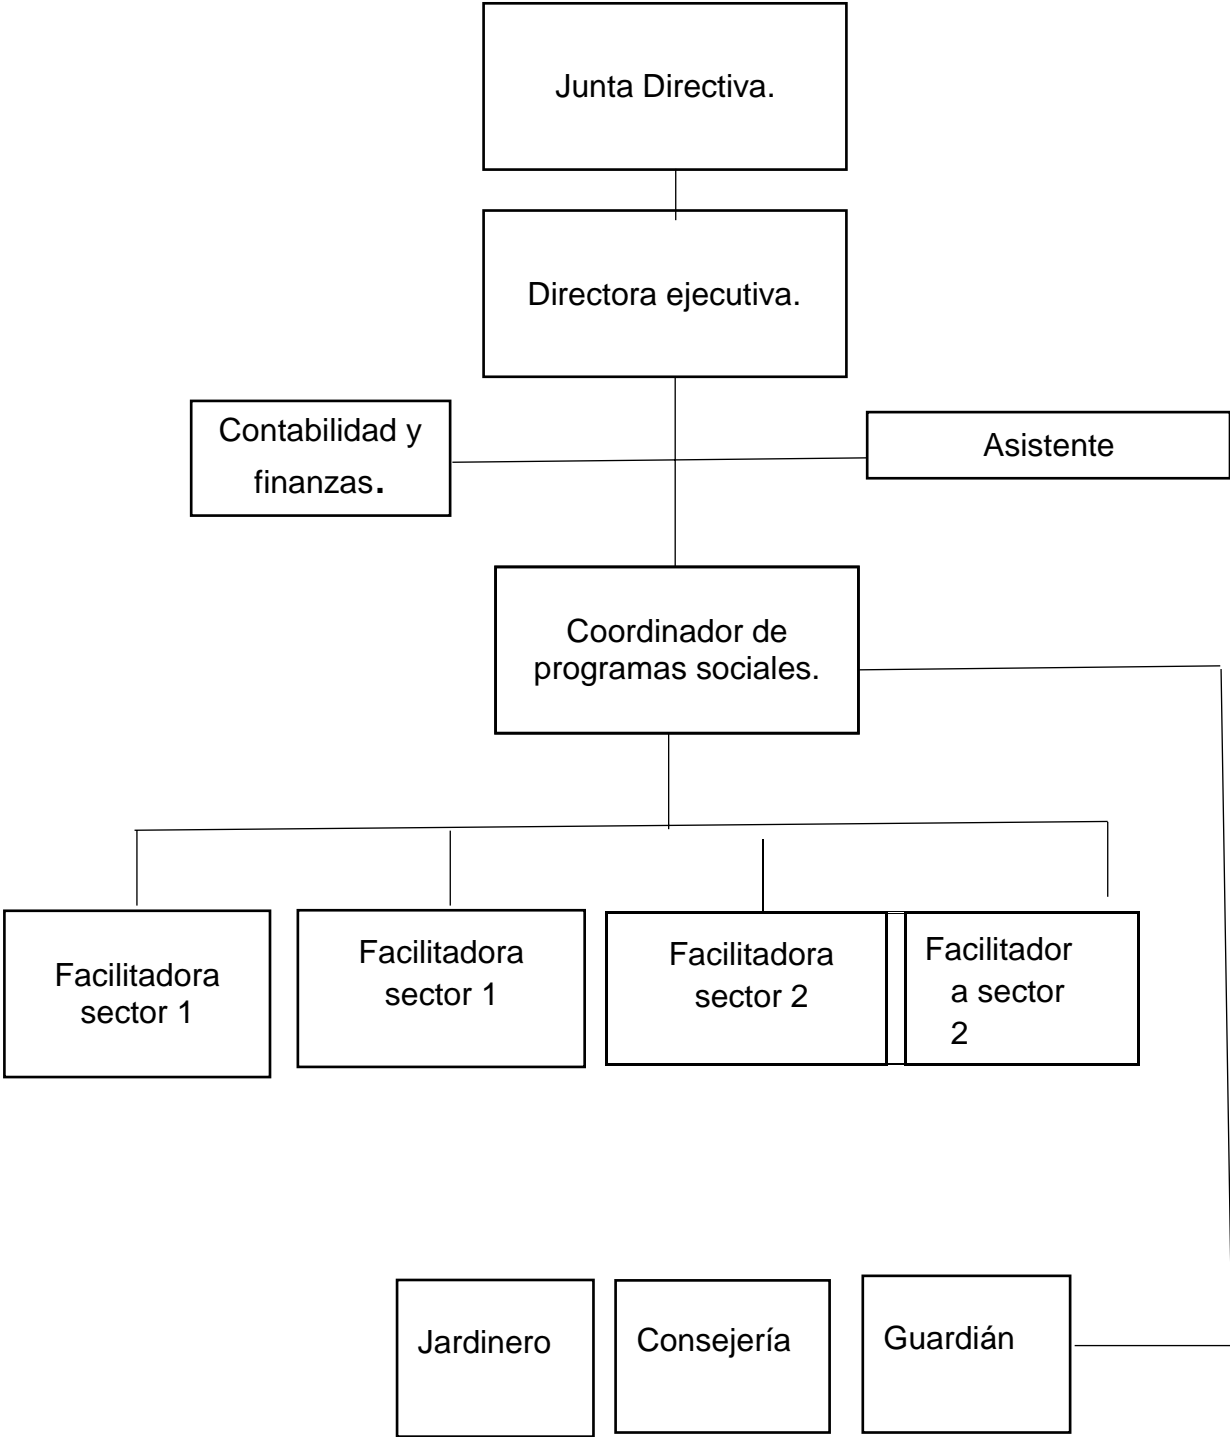 Junta Directiva.
Directora ejecutiva.
Contabilidad y
finanzas.
Asistente
Coordinador de
programas sociales.
Facilitadora
sector 1
Facilitadora
sector 1
Facilitadora
sector 2
Facilitador
a sector
2
Jardinero
Consejería
Guardián